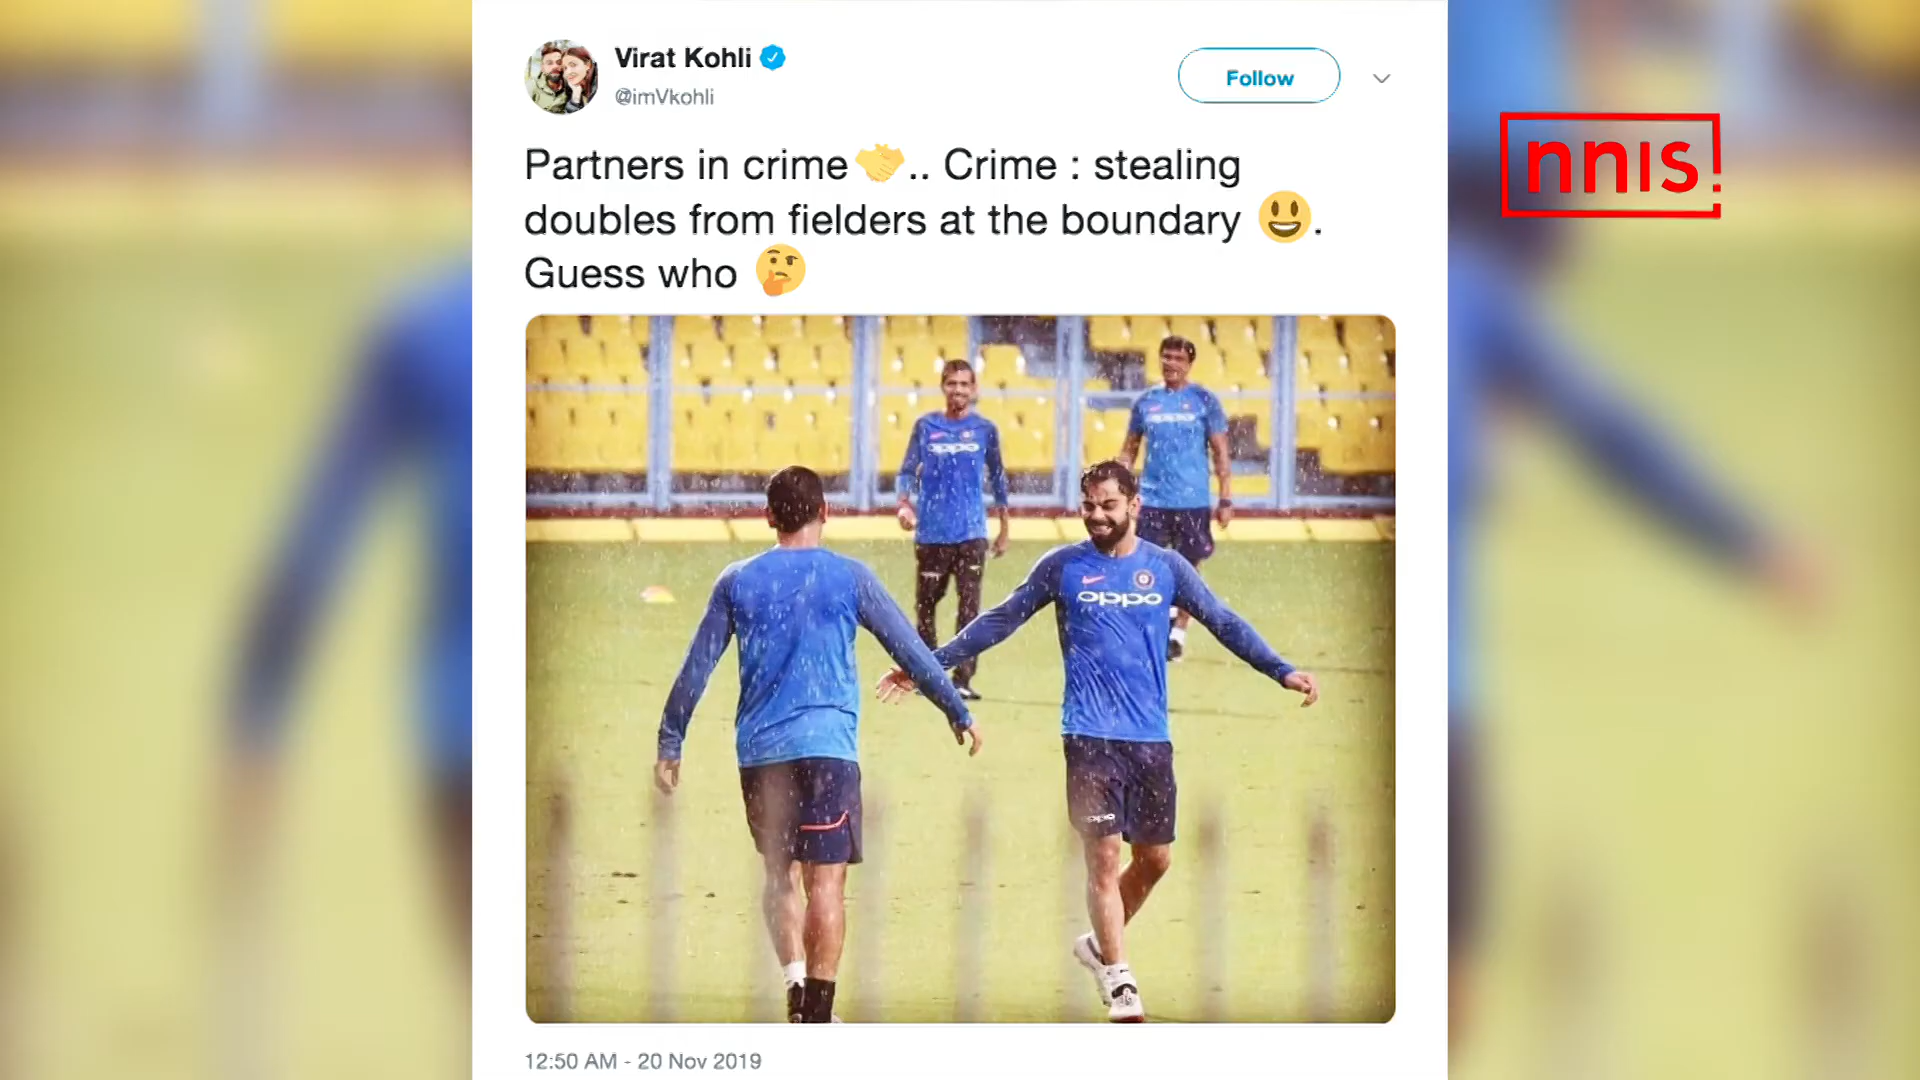 Virat Kohli
@imVkohli
Follow
nnis
Partners in crime🤝.. Crime : stealing
doubles from fielders at the boundary 😃.
Guess who 🤔
oppo
oppo
oppo
12:50 AM - 20 Nov 2019